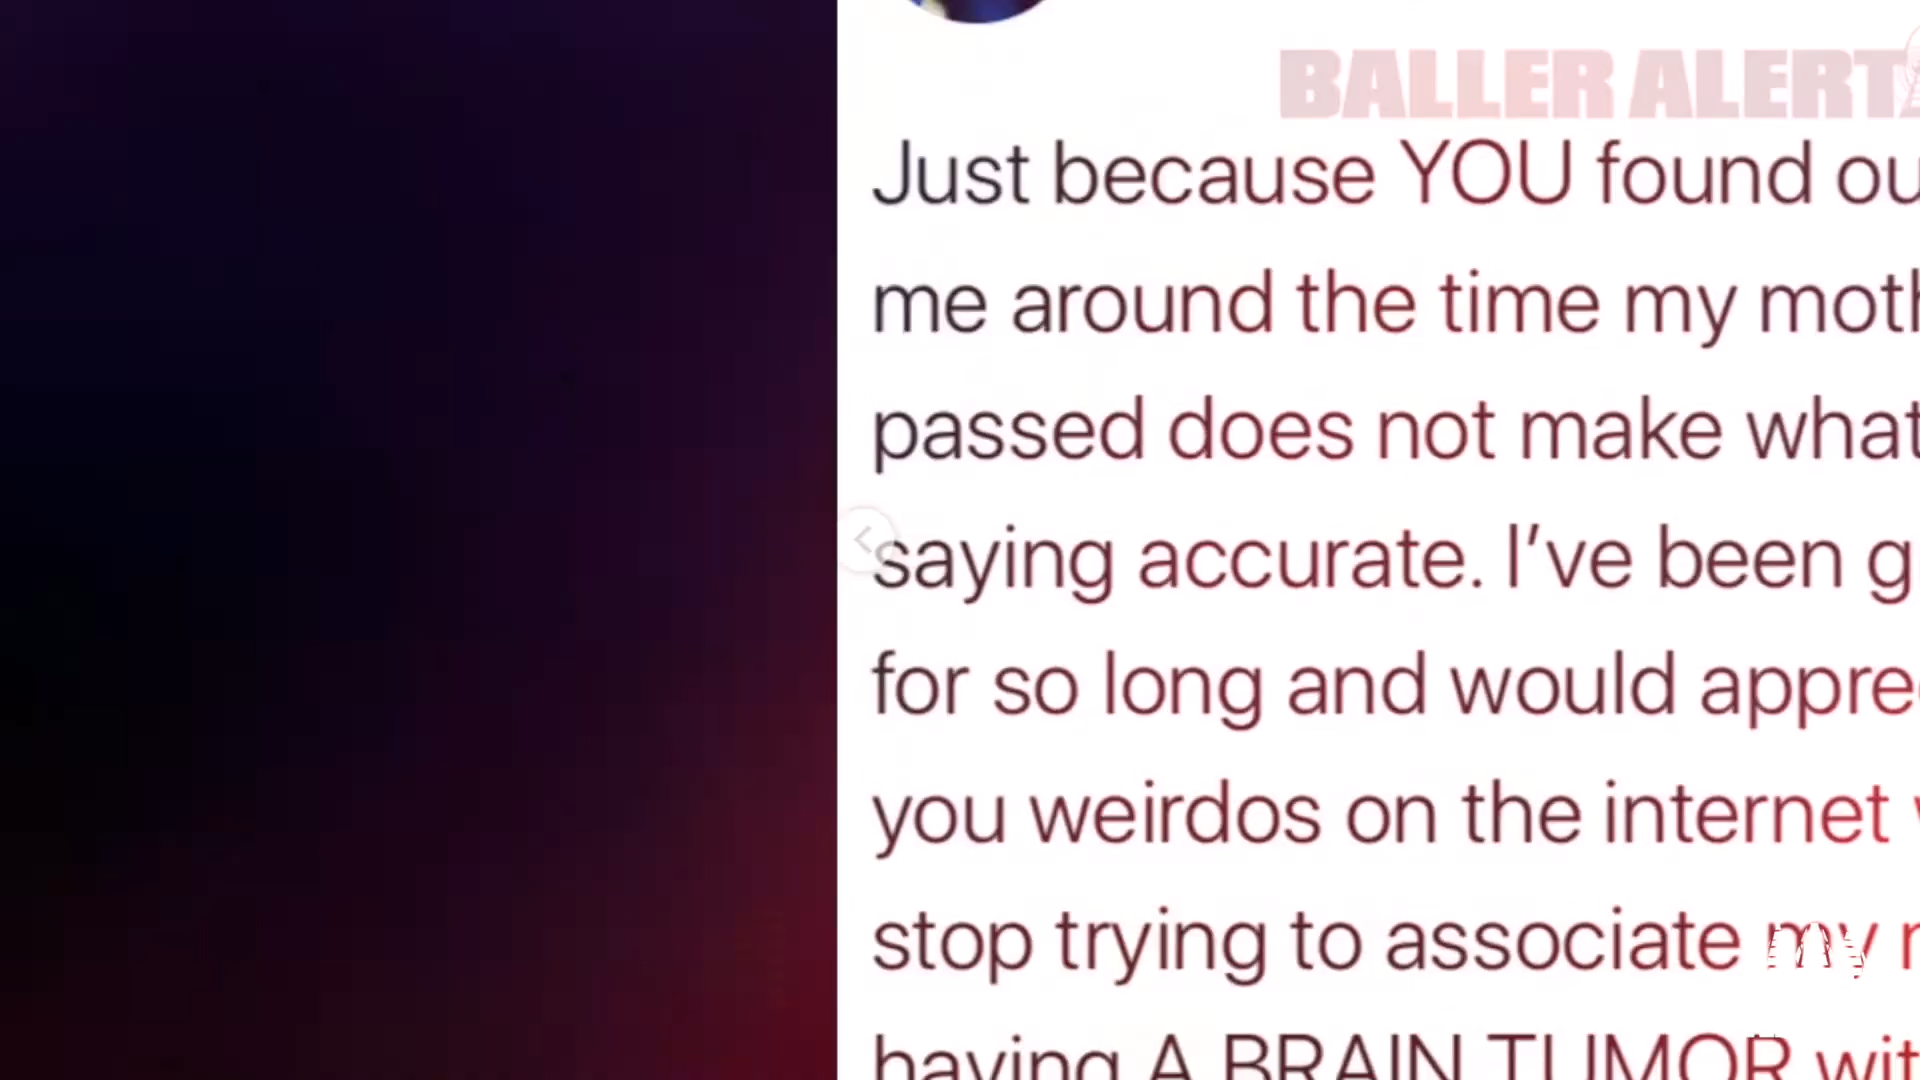 BALLER ALERT
Just because YOU found ou
me around the time my moth
passed does not make what
saying accurate. I've been g
for so long and would appre
you weirdos on the internet
stop trying to associate my
having A BRAIN TUMOR wit